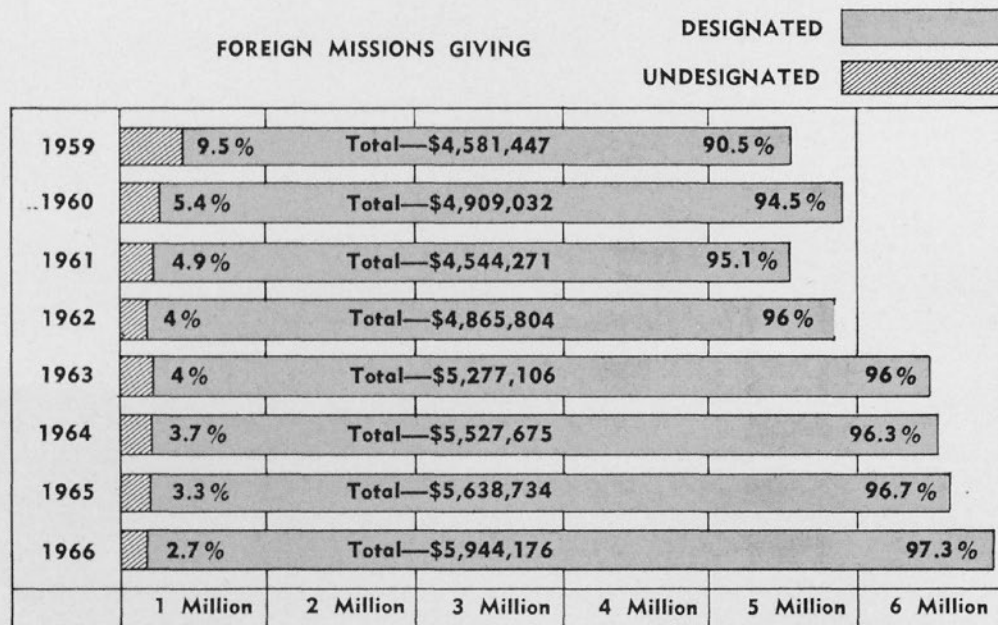 FOREIGN MISSIONS GIVING
DESIGNATED
UNDESIGNATED
1959 9.5% Total—$4,581,447 90.5%
1960 5.4% Total—$4,909,032 94.5%
1961 4.9% Total—$4,544,271 95.1%
1962 4% Total—$4,865,804 96%
1963 4% Total—$5,277,106 96%
1964 3.7% Total—$5,527,675 96.3%
1965 3.3% Total—$5,638,734 96.7%
1966 2.7% Total—$5,944,176 97.3%
1 Million 2 Million 3 Million 4 Million 5 Million 6 Million